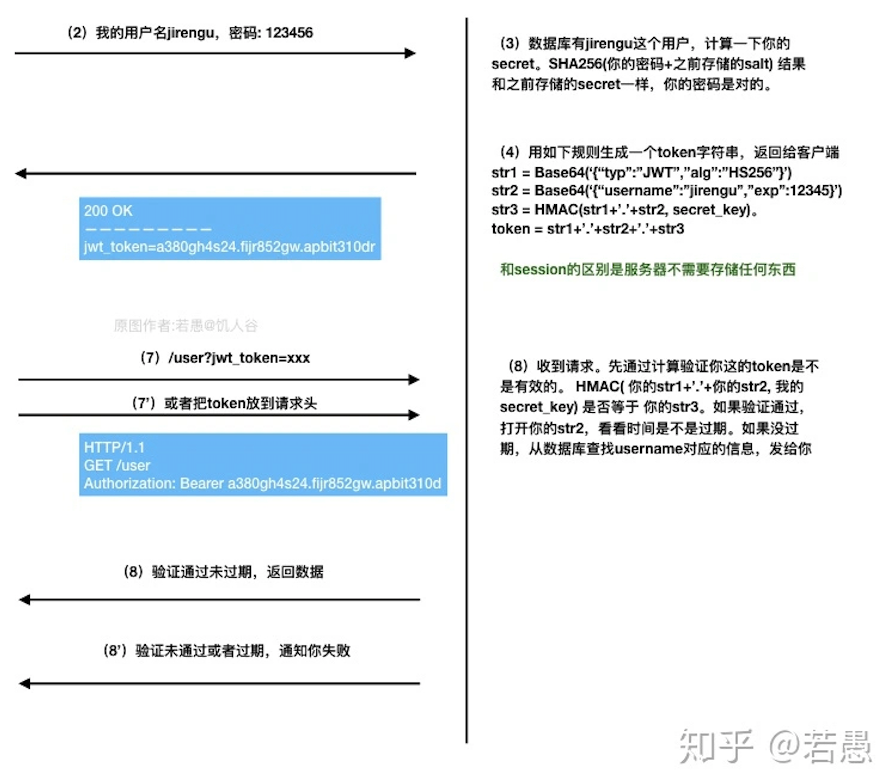 （2）我的用户名jirengu，密码: 123456
（3）数据库有jirengu这个用户，计算一下你的
secret。SHA256(你的密码+之前存储的salt) 结果
和之前存储的secret一样，你的密码是对的。
（4）用如下规则生成一个token字符串，返回给客户端
str1 = Base64(‘{“typ”:”JWT”,”alg”:”HS256”}’)
str2 = Base64(‘{“username”:”jirengu”,”exp”:12345}’)
str3 = HMAC(str1+’.’+str2, secret_key)。
token = str1+’.’+str2+’.’+str3
200 OK
－－－－－－－－－
jwt_token=a380gh4s24.fijr852gw.apbit310dr
和session的区别是服务器不需要存储任何东西
原图作者:若愚@饥人谷
（7）/user?jwt_token=xxx
（7’）或者把token放到请求头
（8）收到请求。先通过计算验证你这的token是不
是有效的。 HMAC( 你的str1+’.’+你的str2, 我的
secret_key) 是否等于 你的str3。如果验证通过，
打开你的str2，看看时间是不是过期。如果没过
期，从数据库查找username对应的信息，发给你
HTTP/1.1
GET /user
Authorization: Bearer a380gh4s24.fijr852gw.apbit310d
（8）验证通过未过期，返回数据
（8’）验证未通过或者过期，通知你失败
知乎 @若愚